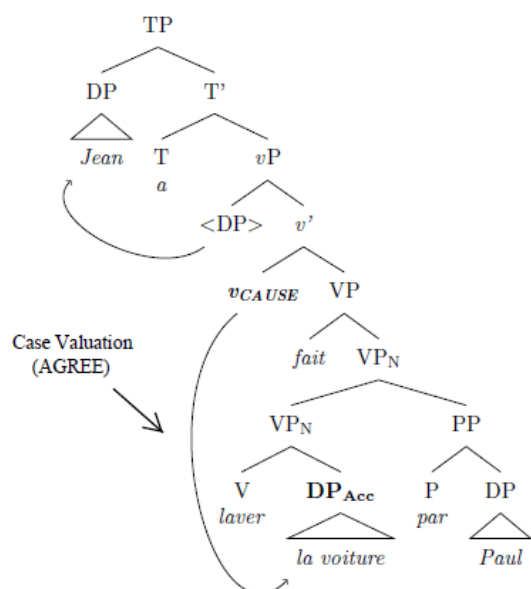 TP
DP T'
Jean T vP
a
<DP> v'
vCAUSE VP
Case Valuation
(AGREE)
fait VPN
VPN PP
V DPAcc P DP
laver par
la voiture Paul